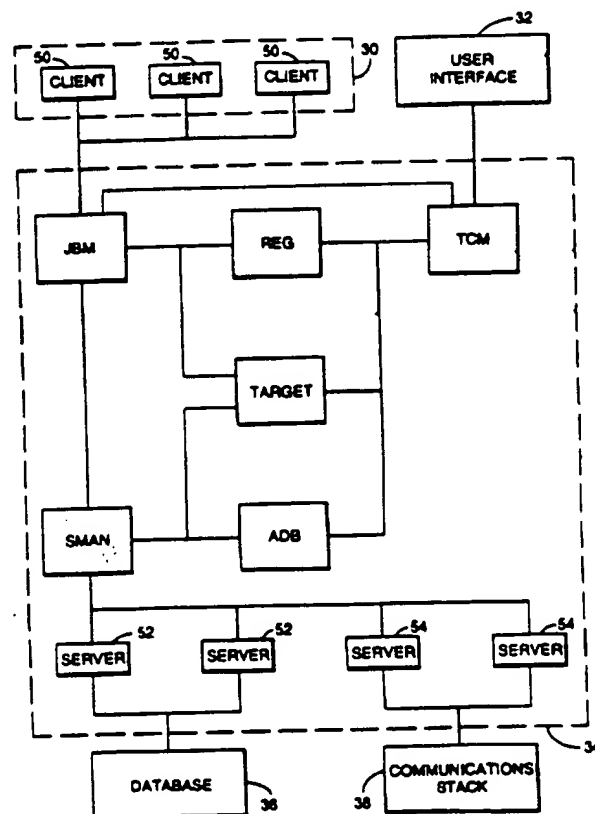 50
50
50
CLIENT
CLIENT
CLIENT
30
32
USER
INTERFACE
JBM
REG
TCM
TARGET
SMAN
ADB
52
52
54
54
SERVER
SERVER
SERVER
SERVER
34
DATABASE
36
38
COMMUNICATIONS
STACK